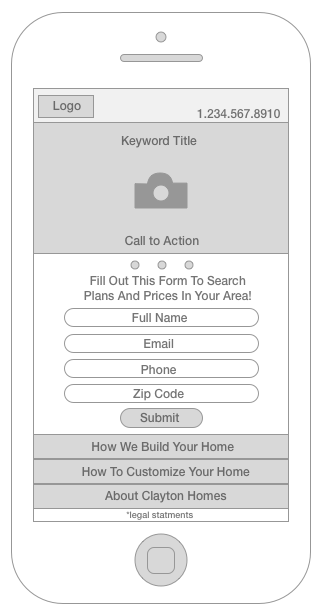 Logo
1.234.567.8910
Keyword Title
Call to Action
Fill Out This Form To Search
Plans And Prices In Your Area!
Full Name
Email
Phone
Zip Code
Submit
How We Build Your Home
How To Customize Your Home
About Clayton Homes
*legal statments